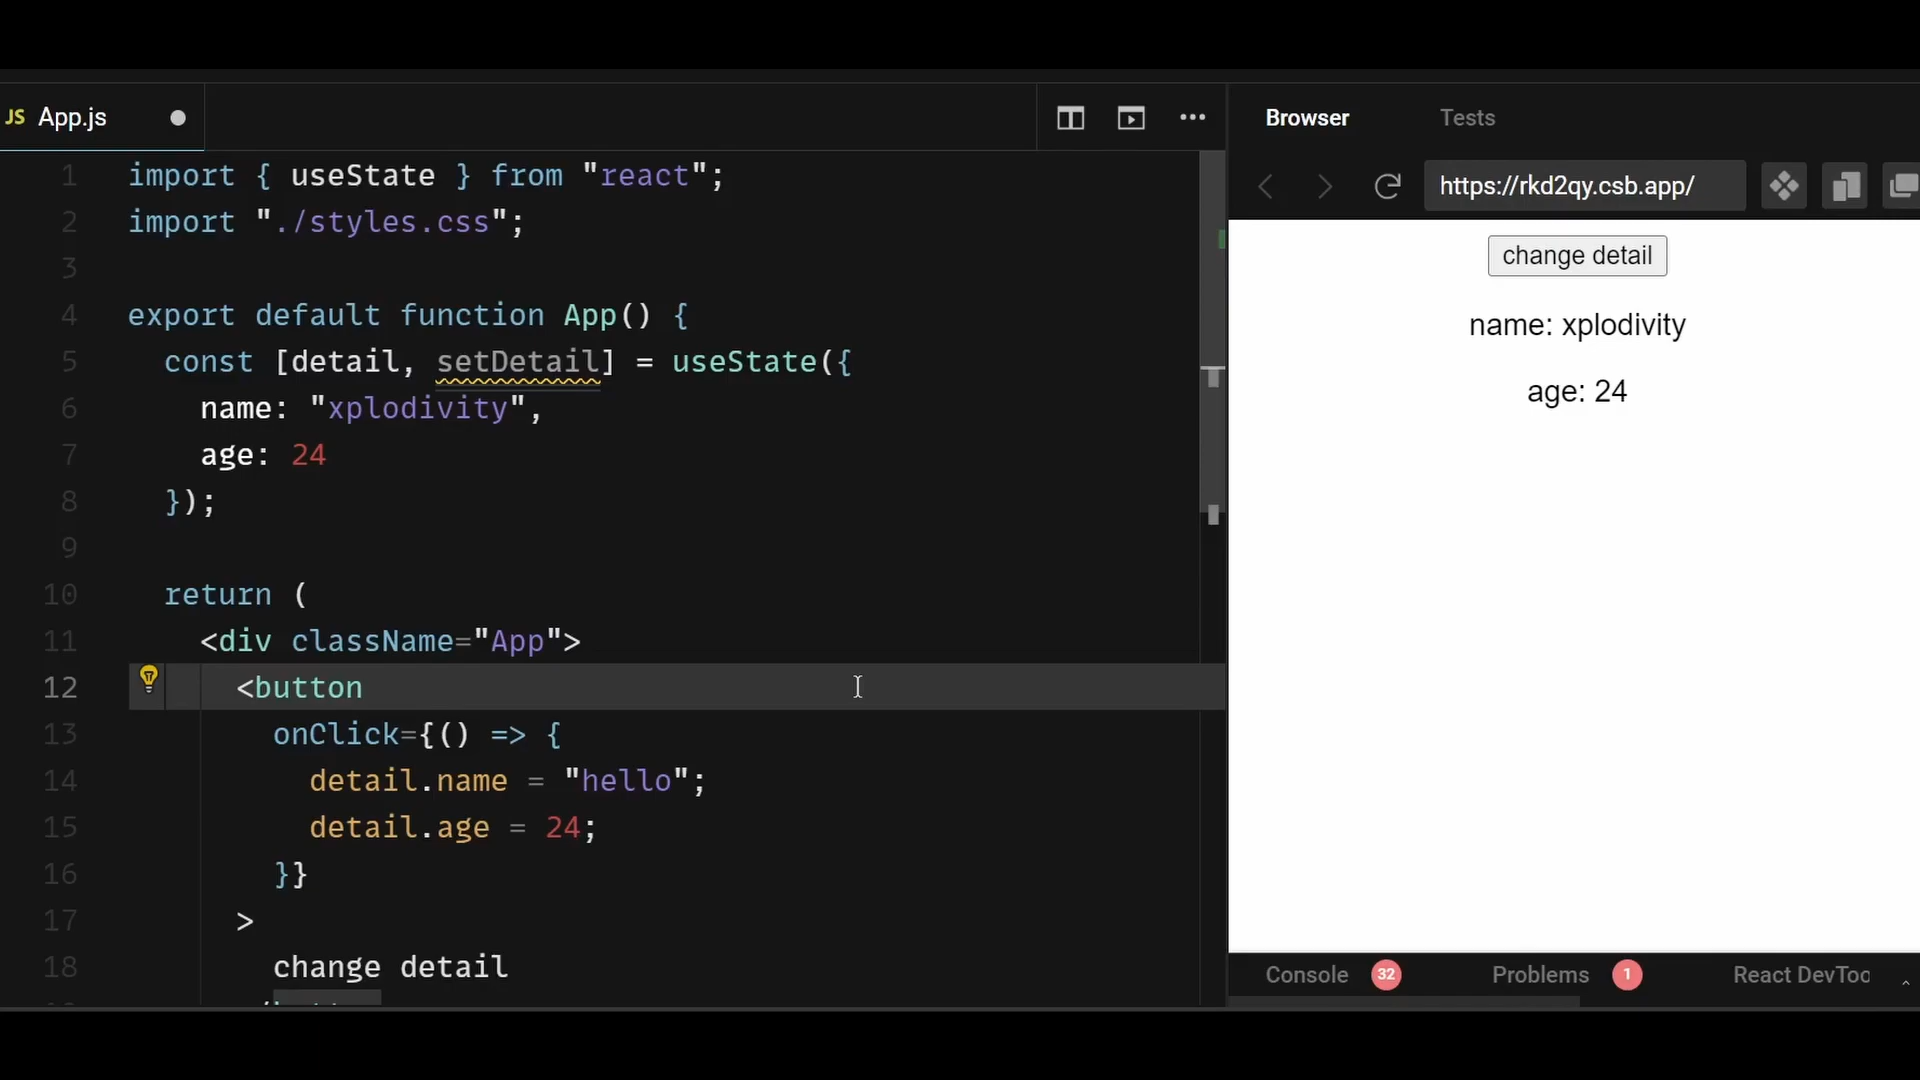 JS App.js
1 import { useState } from "react";
2 import "./styles.css";
3
4 export default function App() {
5 const [detail, setDetail] = useState({
6 name: "xplodivity",
7 age: 24
8 });
9
10 return (
11 <div className="App">
12 <button
13 onClick={() => {
14 detail.name = "hello";
15 detail.age = 24;
16 }}
17 >
18 change detail
Browser Tests
https://rkd2qy.csb.app/
change detail
name: xplodivity
age: 24
Console 32 Problems 1 React DevToo